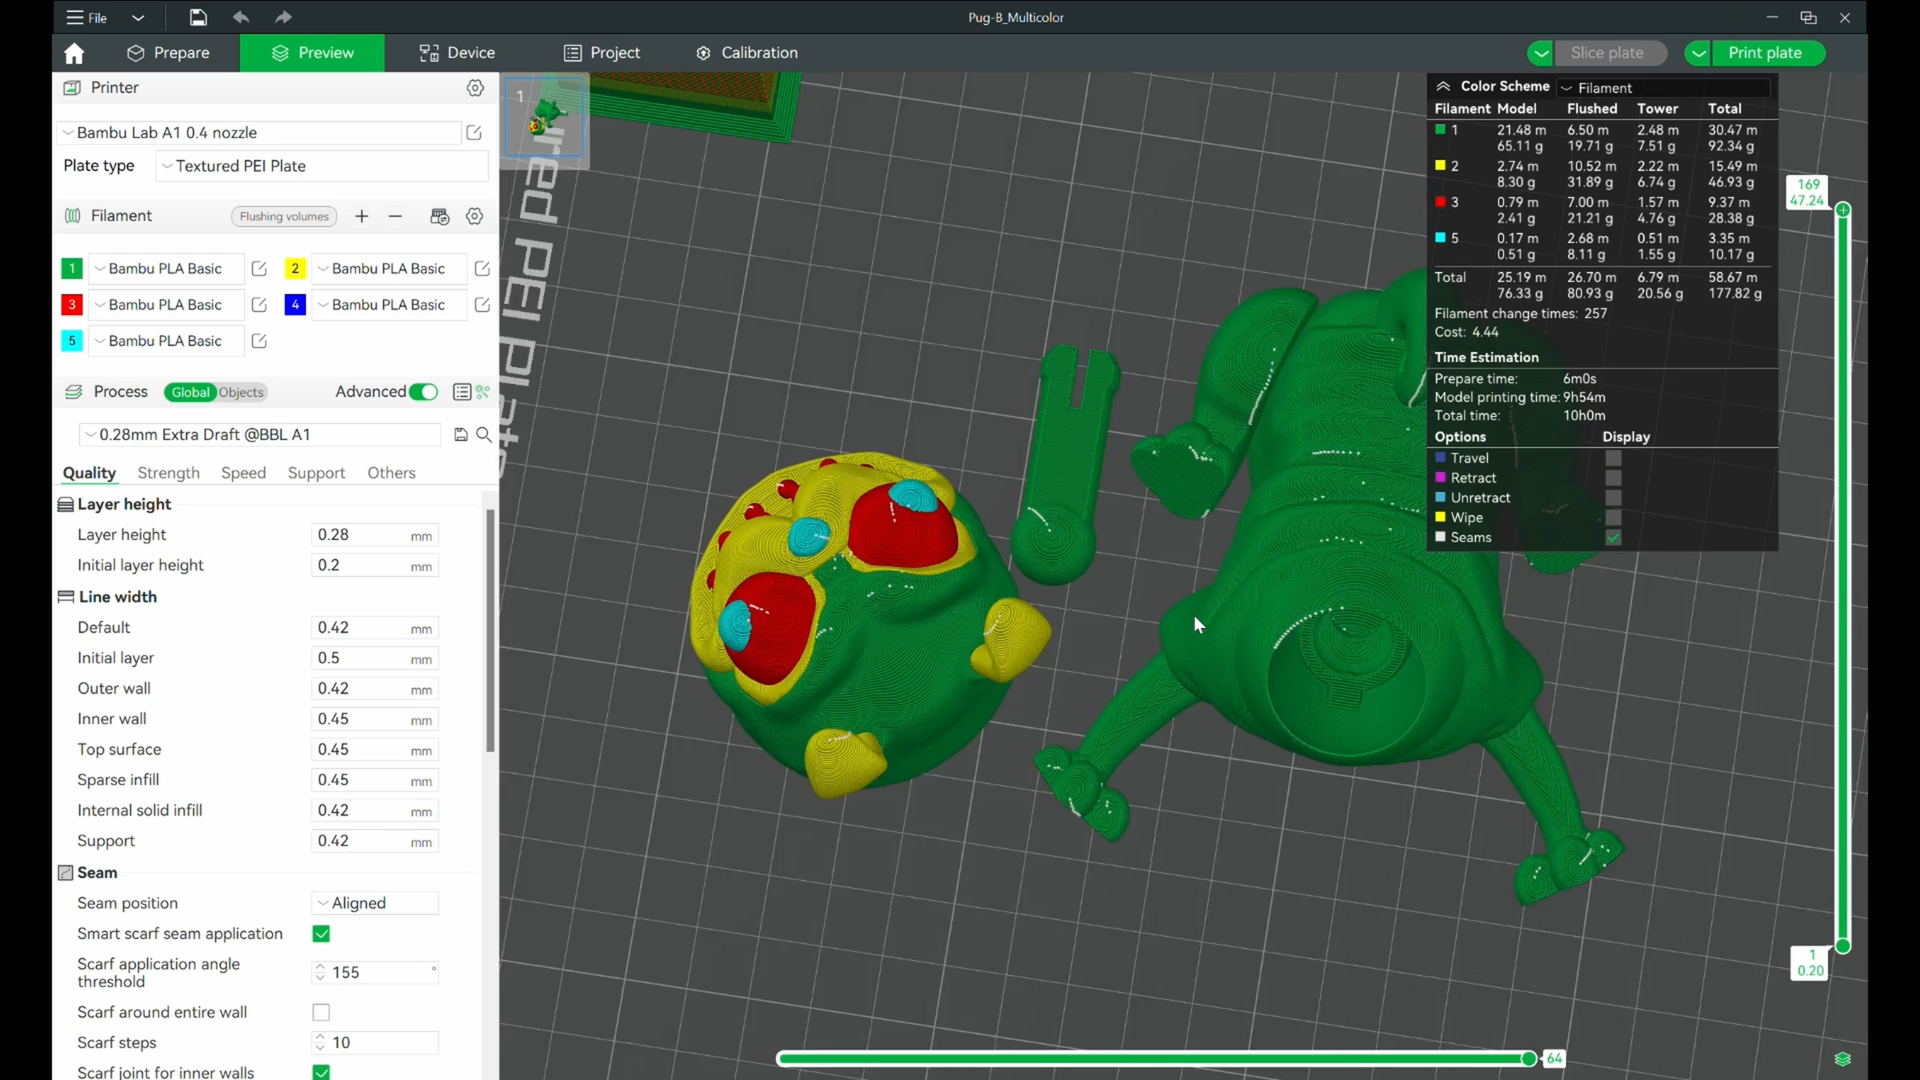 File
Pug-B_Multicolor
Prepare
Preview
Device
Project
Calibration
Slice plate
Print plate
Printer
Bambu Lab A1 0.4 nozzle
Plate type
Textured PEI Plate
Filament
Flushing volumes
1 Bambu PLA Basic
2 Bambu PLA Basic
3 Bambu PLA Basic
4 Bambu PLA Basic
5 Bambu PLA Basic
Process
Global
Objects
Advanced
0.28mm Extra Draft @BBL A1
Quality Strength Speed Support Others
Layer height
Layer height 0.28 mm
Initial layer height 0.2 mm
Line width
Default 0.42 mm
Initial layer 0.5 mm
Outer wall 0.42 mm
Inner wall 0.45 mm
Top surface 0.45 mm
Sparse infill 0.45 mm
Internal solid infill 0.42 mm
Support 0.42 mm
Seam
Seam position Aligned
Smart scarf seam application
Scarf application angle
threshold
155 °
Scarf around entire wall
Scarf steps 10
Scarf joint for inner walls
1
ured PEI Plate
Color Scheme Filament
Filament Model Flushed Tower Total
1 21.48 m 6.50 m 2.48 m 30.47 m
65.11 g 19.71 g 7.51 g 92.34 g
2 2.74 m 10.52 m 2.22 m 15.49 m
8.30 g 31.89 g 6.74 g 46.93 g
3 0.79 m 7.00 m 1.57 m 9.37 m
2.41 g 21.21 g 4.76 g 28.38 g
5 0.17 m 2.68 m 0.51 m 3.35 m
0.51 g 8.11 g 1.55 g 10.17 g
Total 25.19 m 26.70 m 6.79 m 58.67 m
76.33 g 80.93 g 20.56 g 177.82 g
Filament change times: 257
Cost: 4.44
Time Estimation
Prepare time: 6m0s
Model printing time: 9h54m
Total time: 10h0m
Options Display
Travel
Retract
Unretract
Wipe
Seams
169
47.24
1
0.20
64